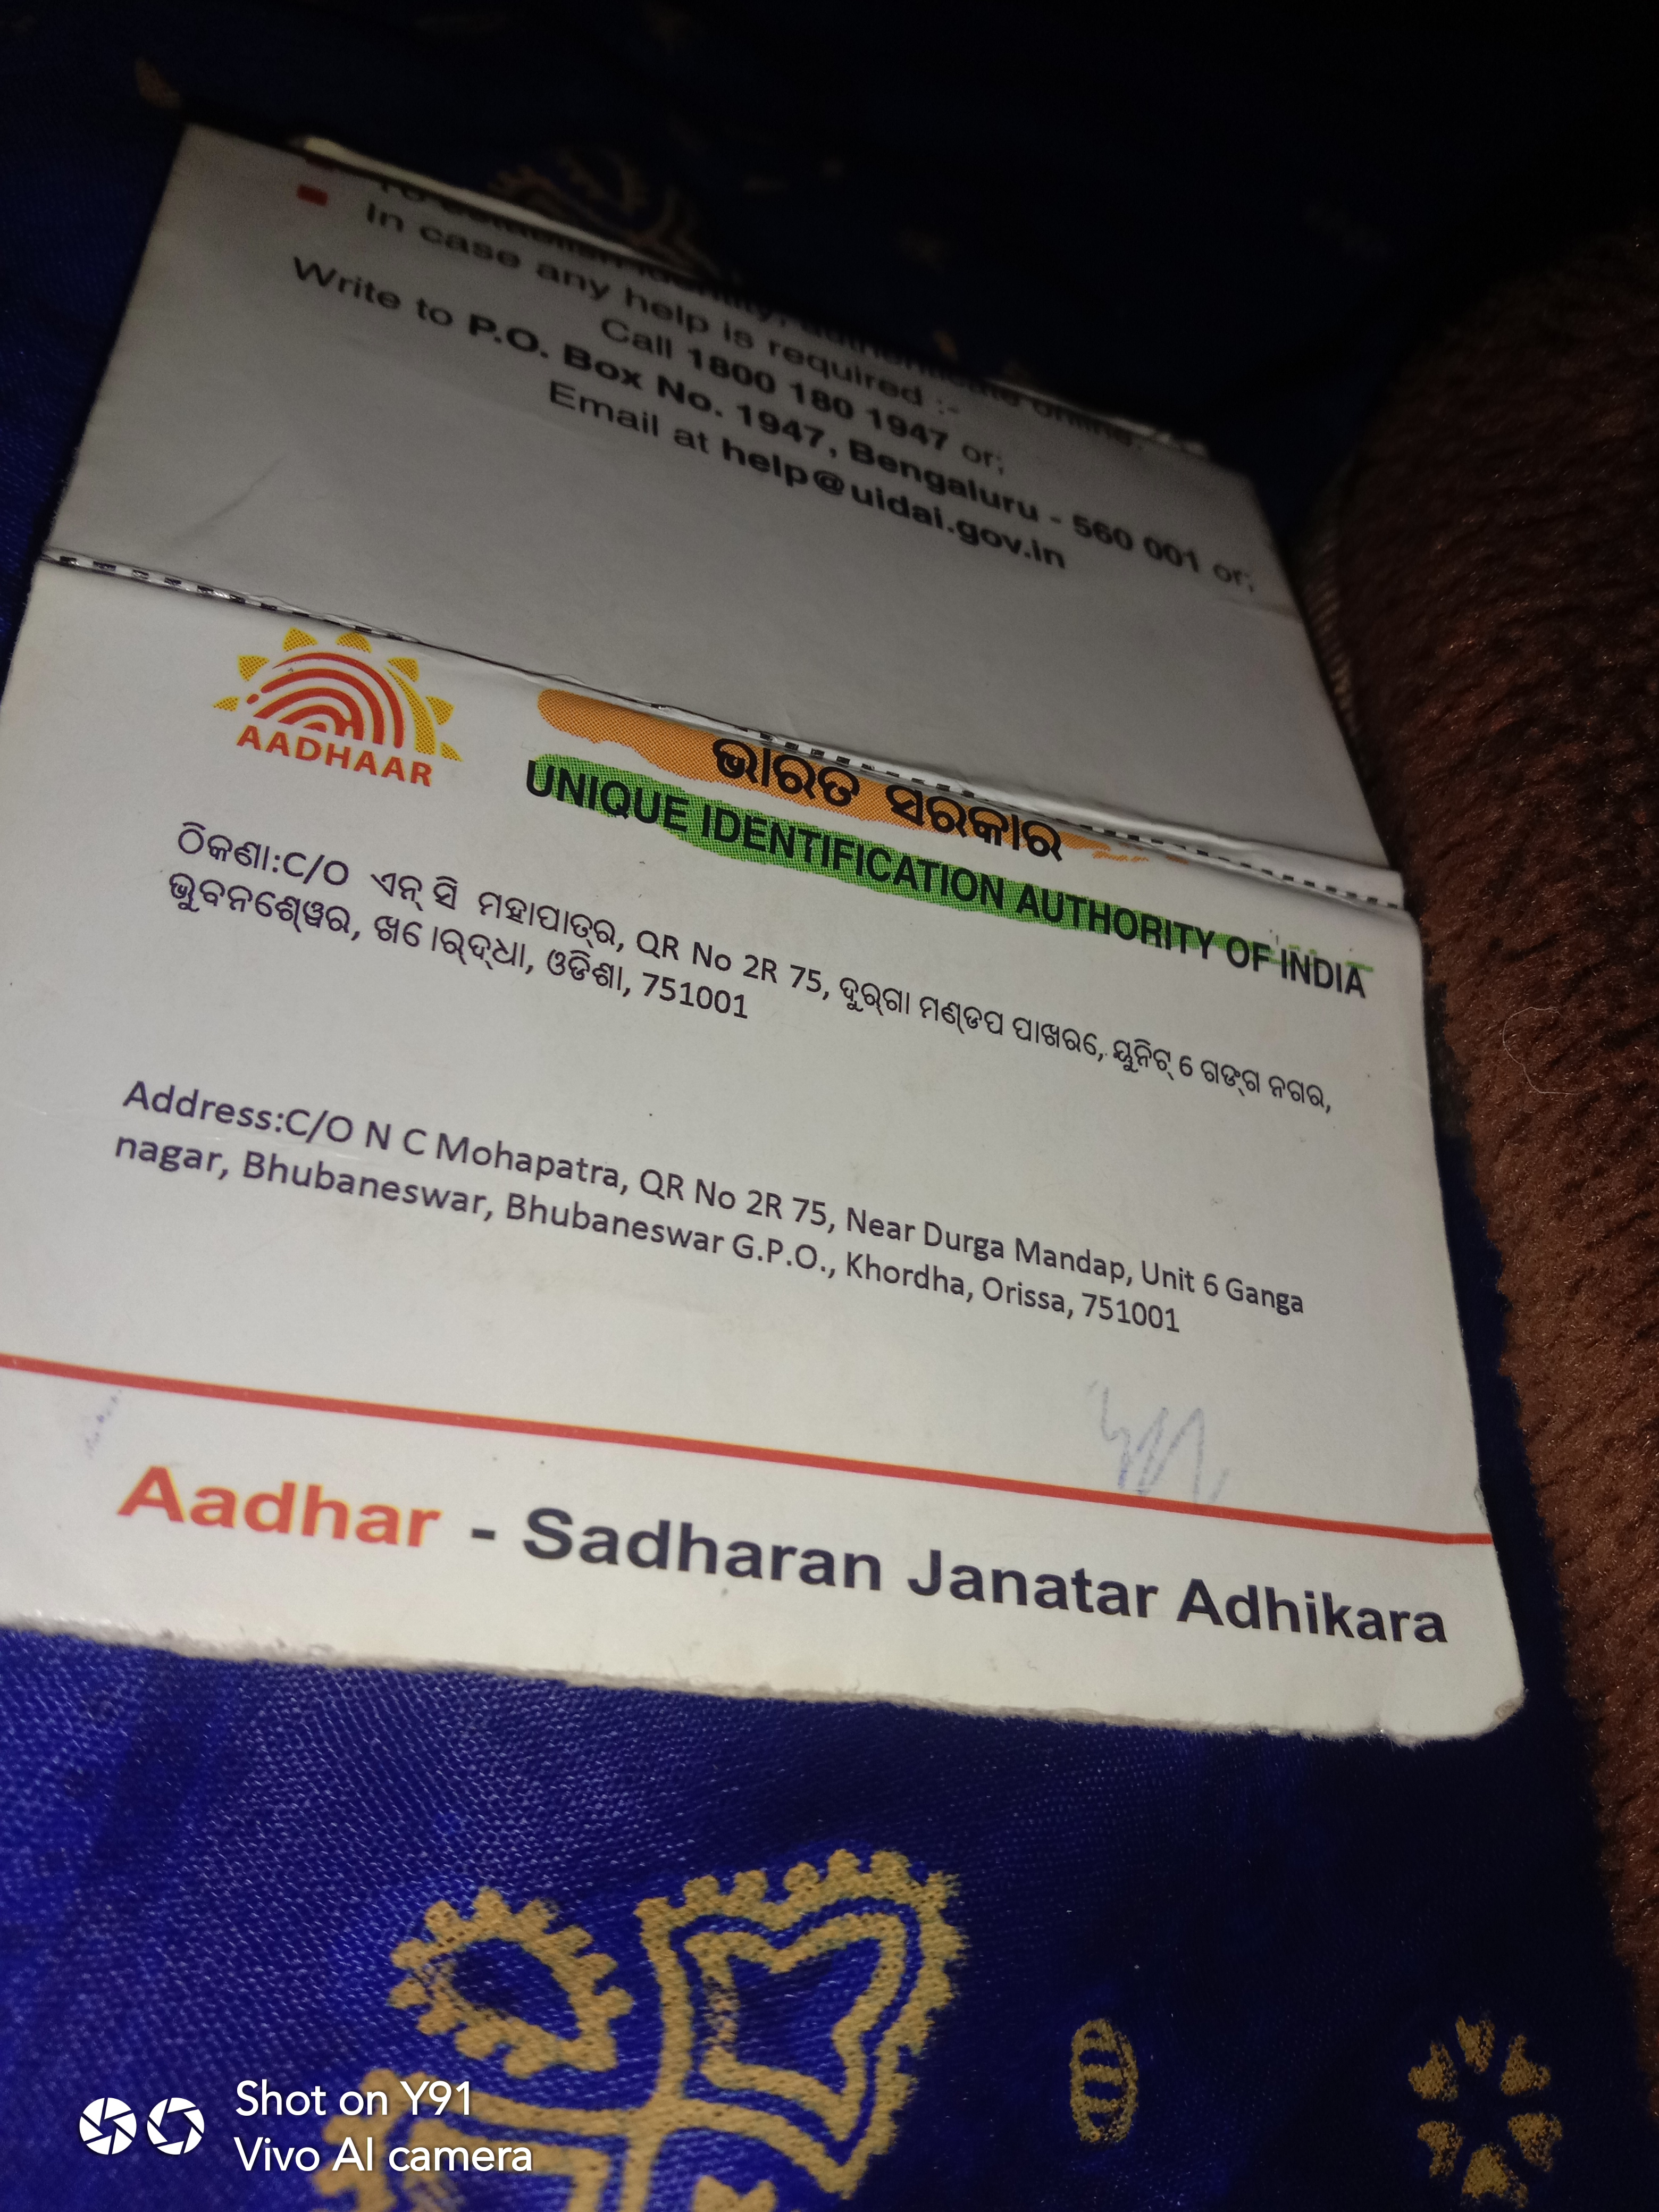 In case any help is required :-
Call 1800 180 1947 or;
Write to P.O. Box No. 1947, Bengaluru - 560 001 or;
Email at help@uidai.gov.in
AADHAAR
ଭାରତ ସରକାର
UNIQUE IDENTIFICATION AUTHORITY OF INDIA
ଠିକଣା:C/O ଏନ୍ ସି ମହାପାତ୍ର, QR No 2R 75, ଦୁର୍ଗା ମଣ୍ଡପ ପାଖରେ, ୟୁନିଟ୍ 6 ଗଙ୍ଗ ନଗର,
ଭୁବନଶ୍ୱେର, ଖୋର୍ଦ୍ଧା, ଓଡିଶା, 751001
Address:C/O N C Mohapatra, QR No 2R 75, Near Durga Mandap, Unit 6 Ganga
nagar, Bhubaneswar, Bhubaneswar G.P.O., Khordha, Orissa, 751001
Aadhar - Sadharan Janatar Adhikara
Shot on Y91
Vivo AI camera